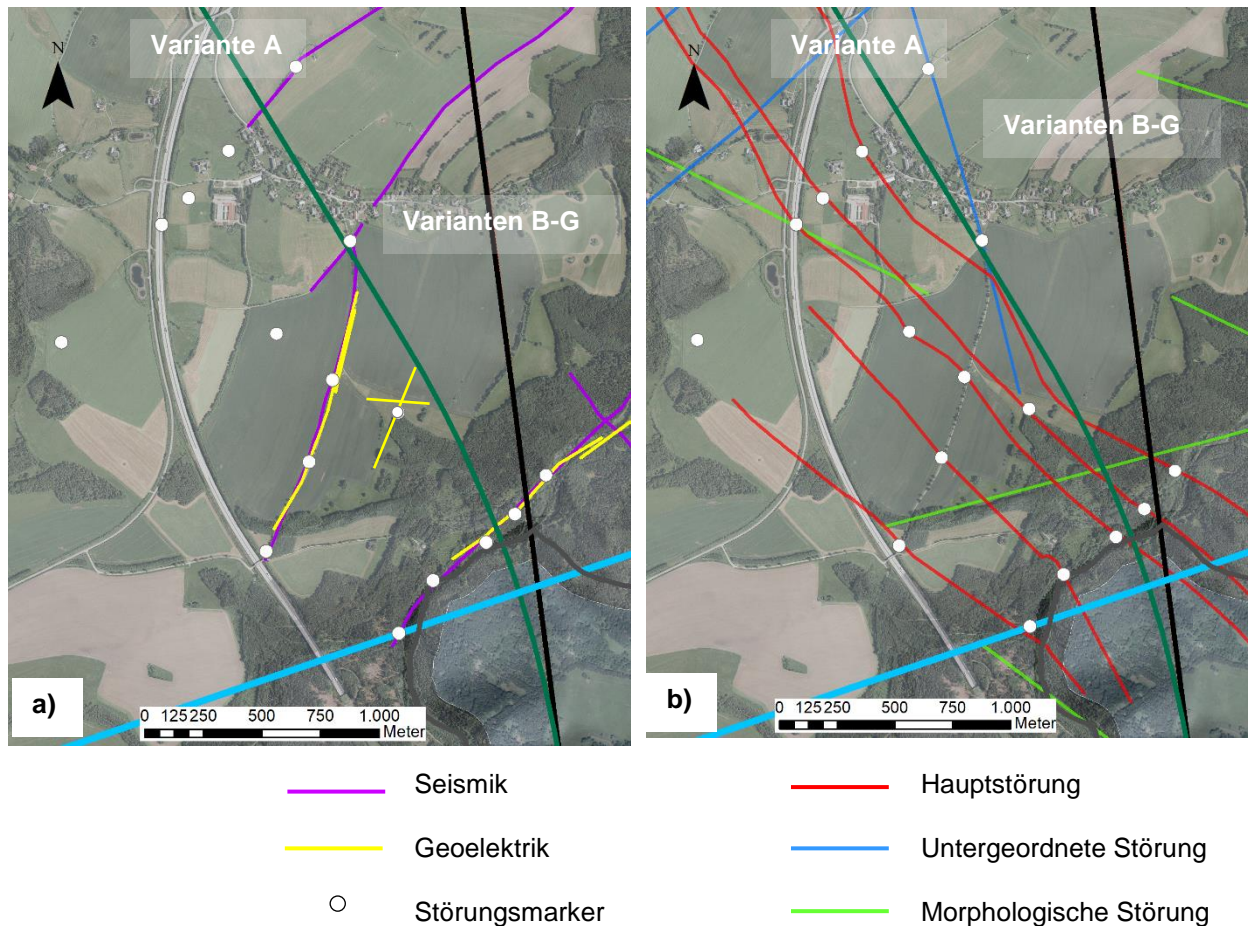 Variante A
N
Varianten B-G
a)
0 125 250 500 750 1.000
Meter
Variante A
N
Varianten B-G
b)
0 125 250 500 750 1.000
Meter
Seismik
Geoelektrik
Störungsmarker
Hauptstörung
Untergeordnete Störung
Morphologische Störung